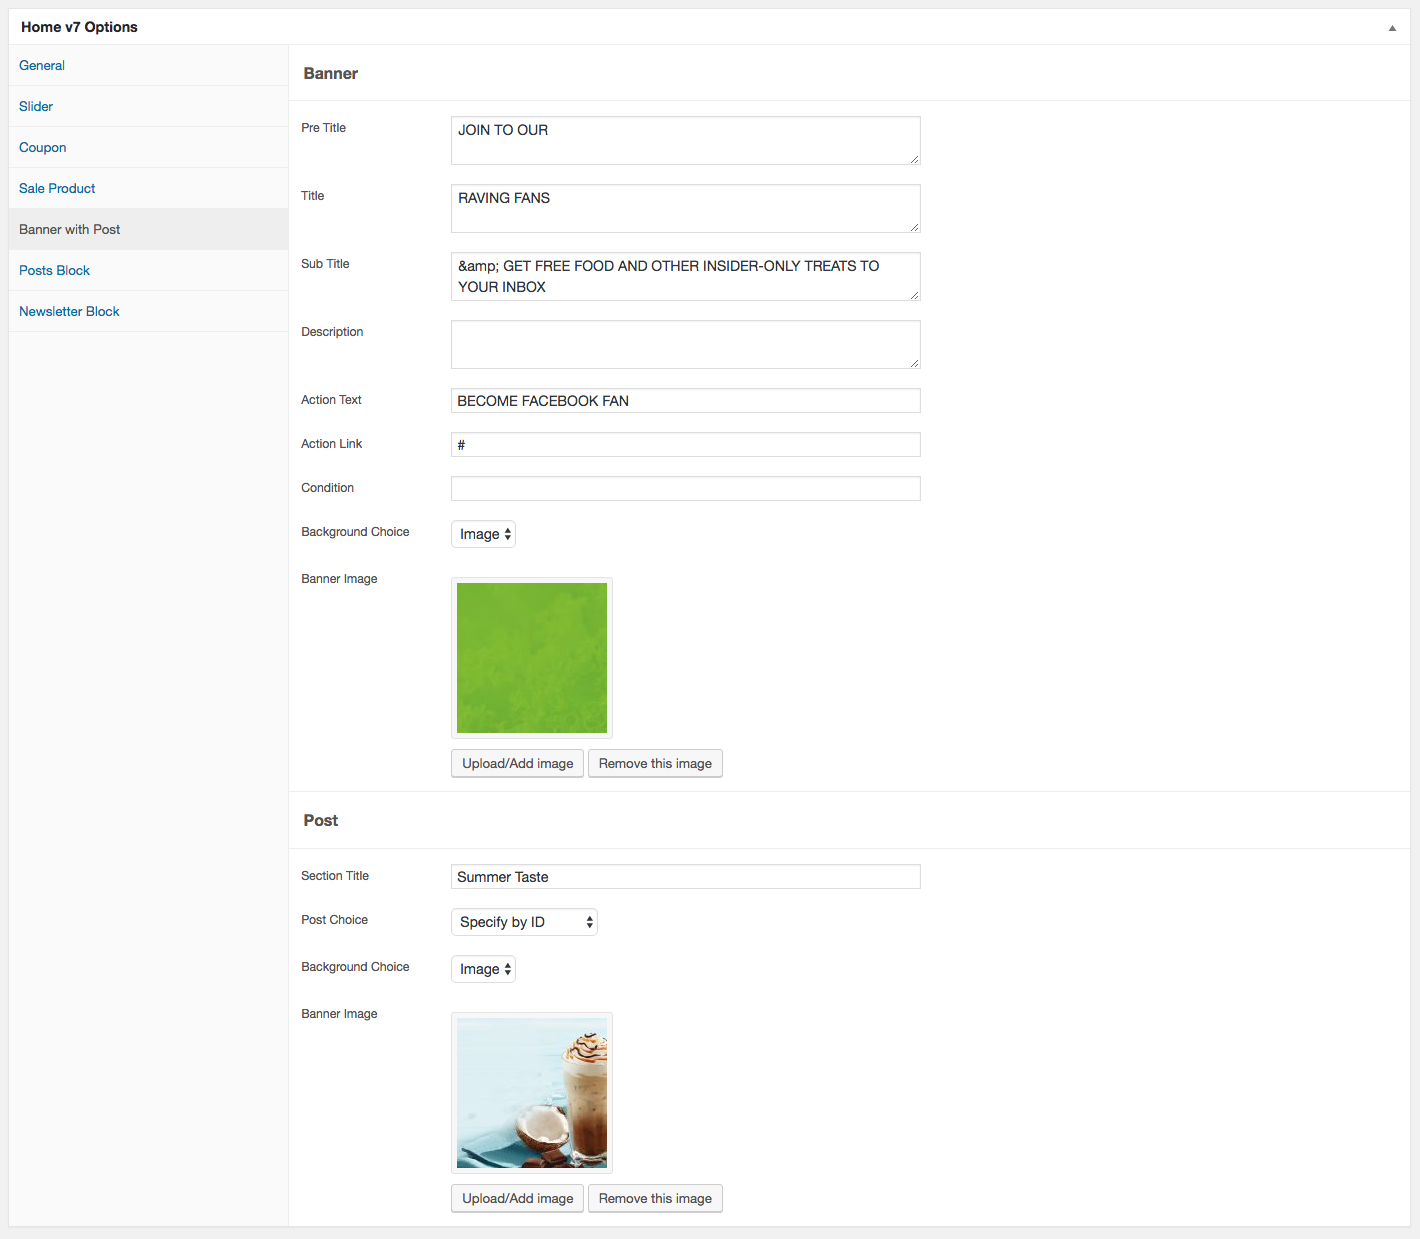 Home v7 Options
General
Slider
Coupon
Sale Product
Banner with Post
Posts Block
Newsletter Block
Banner
Pre Title
JOIN TO OUR
Title
RAVING FANS
Sub Title
&amp; GET FREE FOOD AND OTHER INSIDER-ONLY TREATS TO
YOUR INBOX
Description
Action Text
BECOME FACEBOOK FAN
Action Link
#
Condition
Background Choice
Image
Banner Image
Upload/Add image
Remove this image
Post
Section Title
Summer Taste
Post Choice
Specify by ID
Background Choice
Image
Banner Image
Upload/Add image
Remove this image